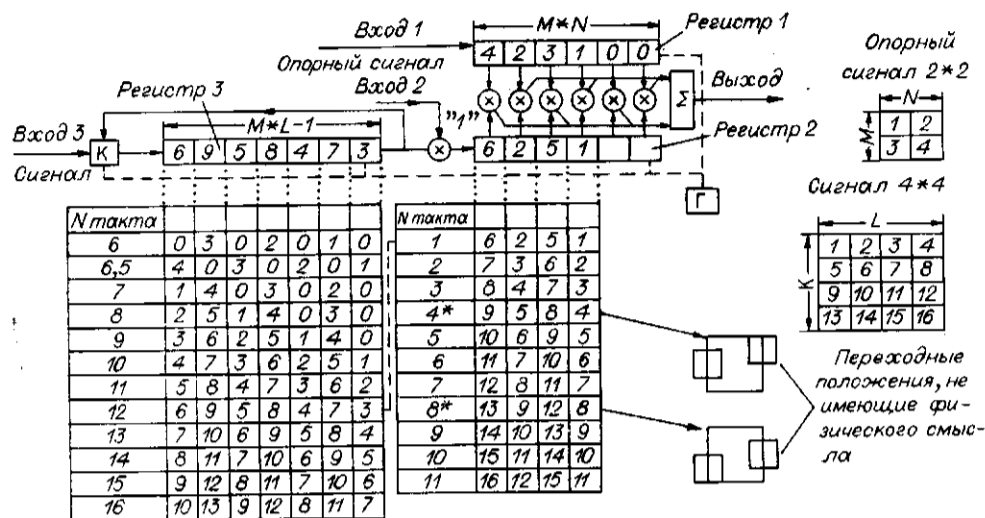 M*N
Вход 1
Регистр 1
4 2 3 1 0 0
Опорный сигнал
Вход 2
"1"
Σ
Выход
Регистр 3
M*L-1
Вход 3
К
6 9 5 8 4 7 3
6 2 5 1
Регистр 2
Сигнал
Г
Опорный
сигнал 2*2
N
M
1 2
3 4
Сигнал 4*4
L
K
1 2 3 4
5 6 7 8
9 10 11 12
13 14 15 16
N такта
6 0 3 0 2 0 1 0
6,5 4 0 3 0 2 0 1
7 1 4 0 3 0 2 0
8 2 5 1 4 0 3 0
9 3 6 2 5 1 4 0
10 4 7 3 6 2 5 1
11 5 8 4 7 3 6 2
12 6 9 5 8 4 7 3
13 7 10 6 9 5 8 4
14 8 11 7 10 6 9 5
15 9 12 8 11 7 10 6
16 10 13 9 12 8 11 7
N такта
1 6 2 5 1
2 7 3 6 2
3 8 4 7 3
4* 9 5 8 4
5 10 6 9 5
6 11 7 10 6
7 12 8 11 7
8* 13 9 12 8
9 14 10 13 9
10 15 11 14 10
11 16 12 15 11
Переходные
положения, не
имеющие фи-
зического смыс-
ла